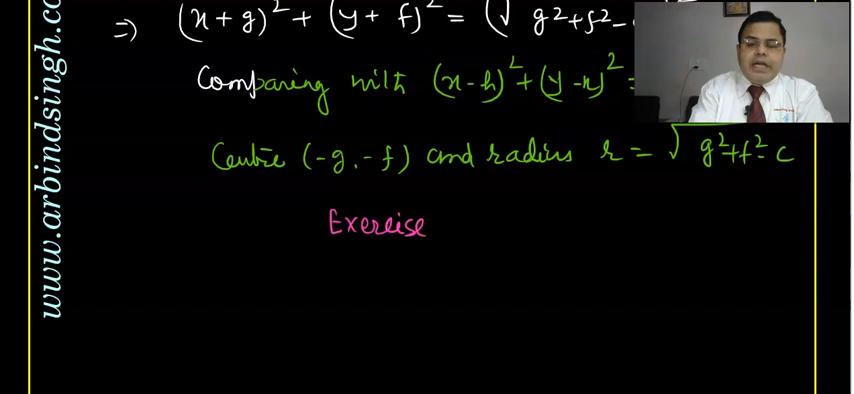 ⇒ (x + g)² + (y + f)² = (√ g² + f² -
Comparing with (x - h)² + (y - k)² =
Centre (-g, -f) and radius r = √ g² + f² - c
Exercise
www.arbindsingh.co